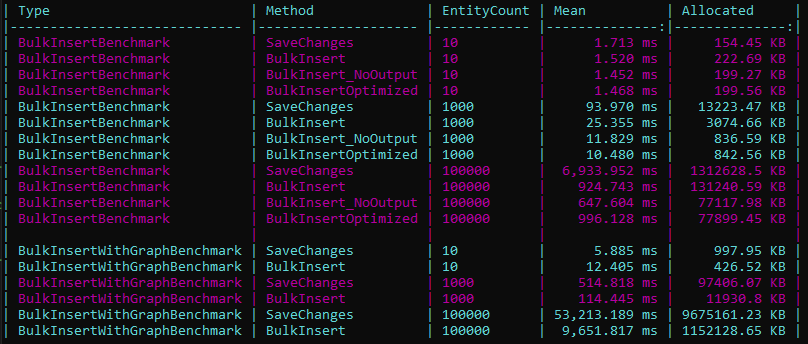 | Type | Method | EntityCount | Mean | Allocated |
|--------------------------- |---------------------- |------------ |--------------:|--------------:|
| BulkInsertBenchmark | SaveChanges | 10 | 1.713 ms | 154.45 KB |
| BulkInsertBenchmark | BulkInsert | 10 | 1.520 ms | 222.69 KB |
| BulkInsertBenchmark | BulkInsert_NoOutput | 10 | 1.452 ms | 199.27 KB |
| BulkInsertBenchmark | BulkInsertOptimized | 10 | 1.468 ms | 199.56 KB |
| BulkInsertBenchmark | SaveChanges | 1000 | 93.970 ms | 13223.47 KB |
| BulkInsertBenchmark | BulkInsert | 1000 | 25.355 ms | 3074.66 KB |
| BulkInsertBenchmark | BulkInsert_NoOutput | 1000 | 11.829 ms | 836.59 KB |
| BulkInsertBenchmark | BulkInsertOptimized | 1000 | 10.480 ms | 842.56 KB |
| BulkInsertBenchmark | SaveChanges | 100000 | 6,933.952 ms | 1312628.5 KB |
| BulkInsertBenchmark | BulkInsert | 100000 | 924.743 ms | 131240.59 KB |
| BulkInsertBenchmark | BulkInsert_NoOutput | 100000 | 647.604 ms | 77117.98 KB |
| BulkInsertBenchmark | BulkInsertOptimized | 100000 | 996.128 ms | 77899.45 KB |
| | | | | |
| BulkInsertWithGraphBenchmark | SaveChanges | 10 | 5.885 ms | 997.95 KB |
| BulkInsertWithGraphBenchmark | BulkInsert | 10 | 12.405 ms | 426.52 KB |
| BulkInsertWithGraphBenchmark | SaveChanges | 1000 | 514.818 ms | 97406.07 KB |
| BulkInsertWithGraphBenchmark | BulkInsert | 1000 | 114.445 ms | 11930.8 KB |
| BulkInsertWithGraphBenchmark | SaveChanges | 100000 | 53,213.189 ms | 9675161.23 KB |
| BulkInsertWithGraphBenchmark | BulkInsert | 100000 | 9,651.817 ms | 1152128.65 KB |